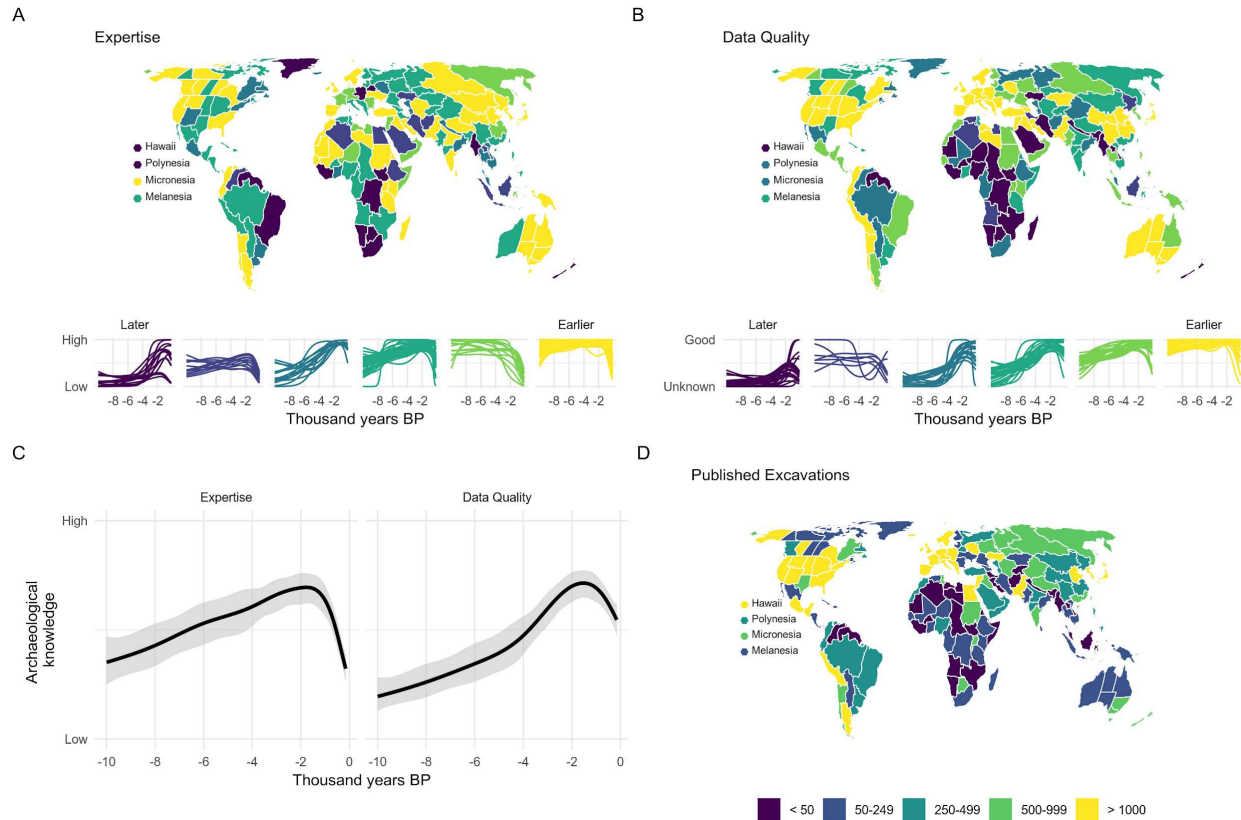 A
Expertise
Hawaii
Polynesia
Micronesia
Melanesia
Later
Earlier
High
Low
-8 -6 -4 -2
-8 -6 -4 -2
-8 -6 -4 -2
-8 -6 -4 -2
-8 -6 -4 -2
-8 -6 -4 -2
Thousand years BP
B
Data Quality
Hawaii
Polynesia
Micronesia
Melanesia
Later
Earlier
Good
Unknown
-8 -6 -4 -2
-8 -6 -4 -2
-8 -6 -4 -2
-8 -6 -4 -2
-8 -6 -4 -2
-8 -6 -4 -2
Thousand years BP
C
Expertise
Data Quality
High
Low
Archaeological
knowledge
-10 -8 -6 -4 -2 0
-10 -8 -6 -4 -2 0
Thousand years BP
D
Published Excavations
Hawaii
Polynesia
Micronesia
Melanesia
< 50 50-249 250-499 500-999 > 1000